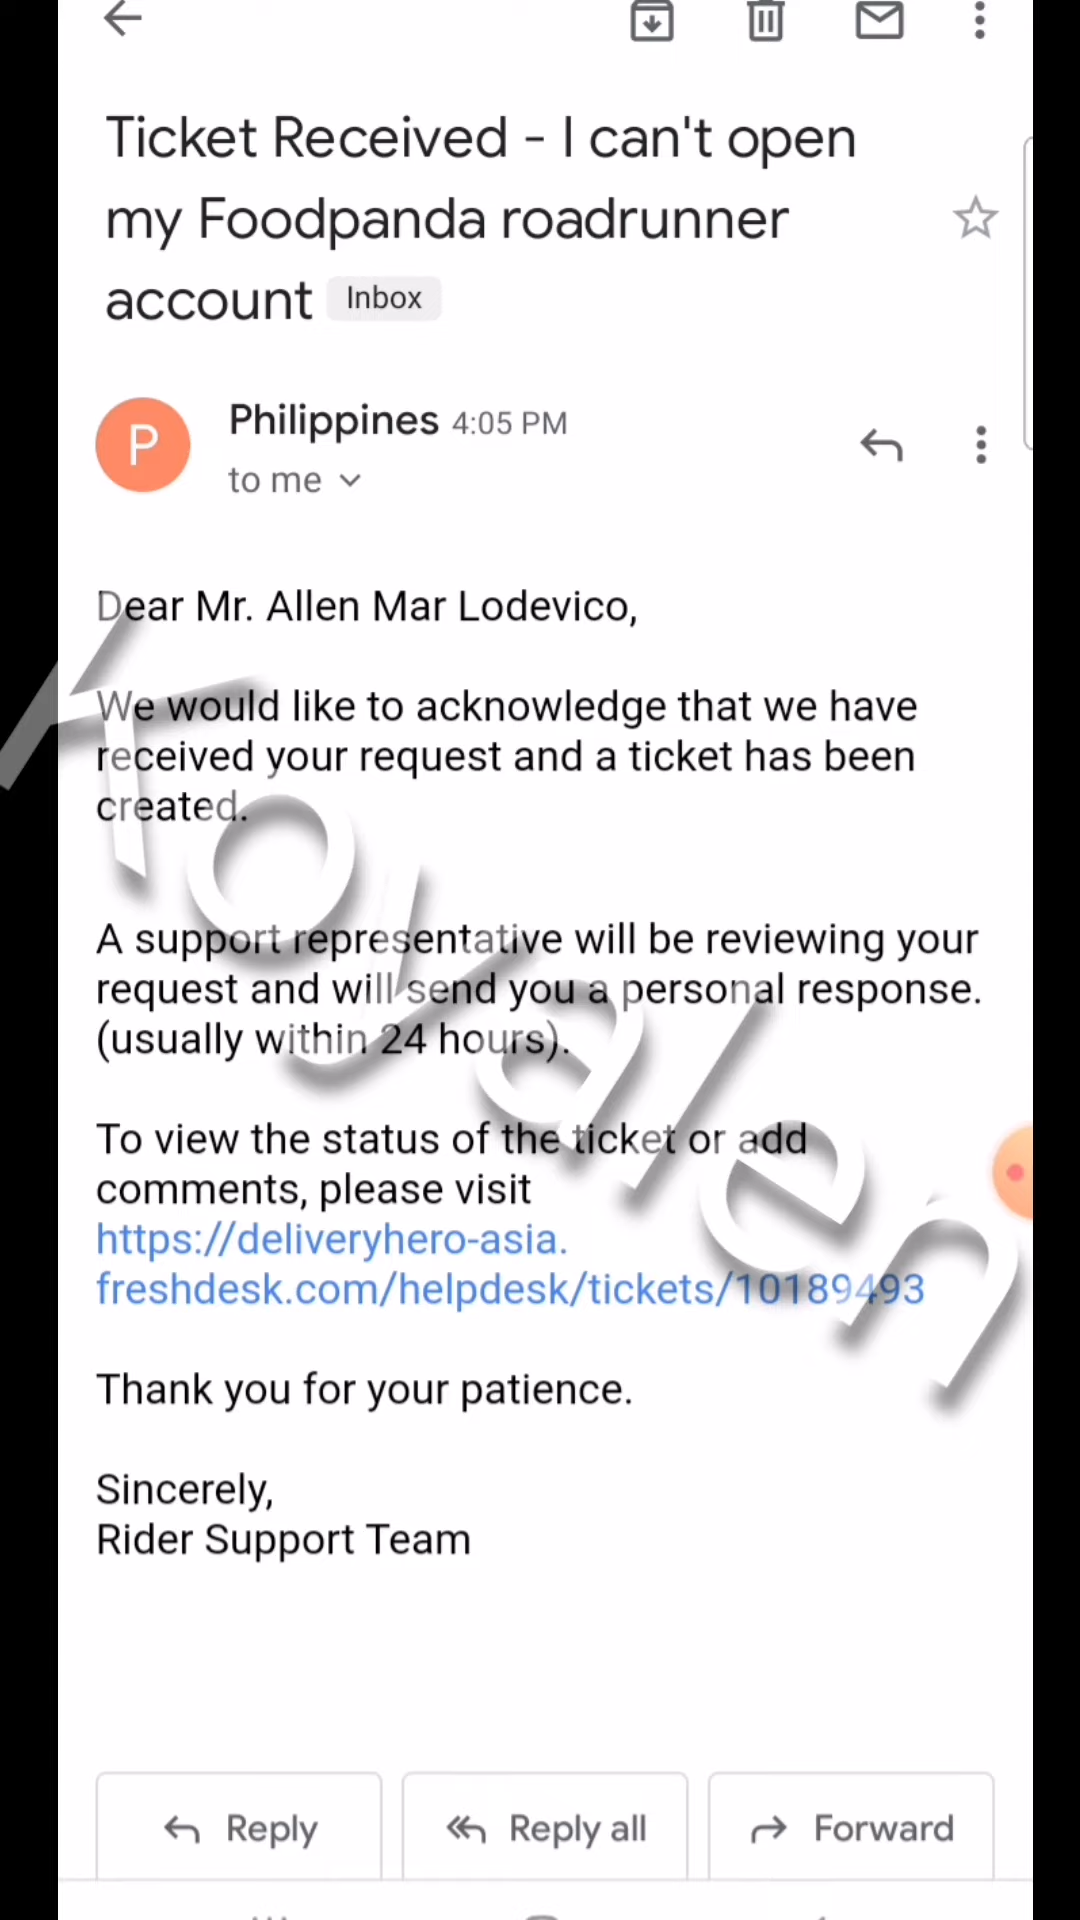 Ticket Received - I can't open
my Foodpanda roadrunner
account Inbox
P
Philippines 4:05 PM
to me
Dear Mr. Allen Mar Lodevico,
We would like to acknowledge that we have
received your request and a ticket has been
created.
A support representative will be reviewing your
request and will send you a personal response.
(usually within 24 hours).
To view the status of the ticket or add
comments, please visit
https://deliveryhero-asia.
freshdesk.com/helpdesk/tickets/10189493
Thank you for your patience.
Sincerely,
Rider Support Team
Reply
Reply all
Forward
Koyalen